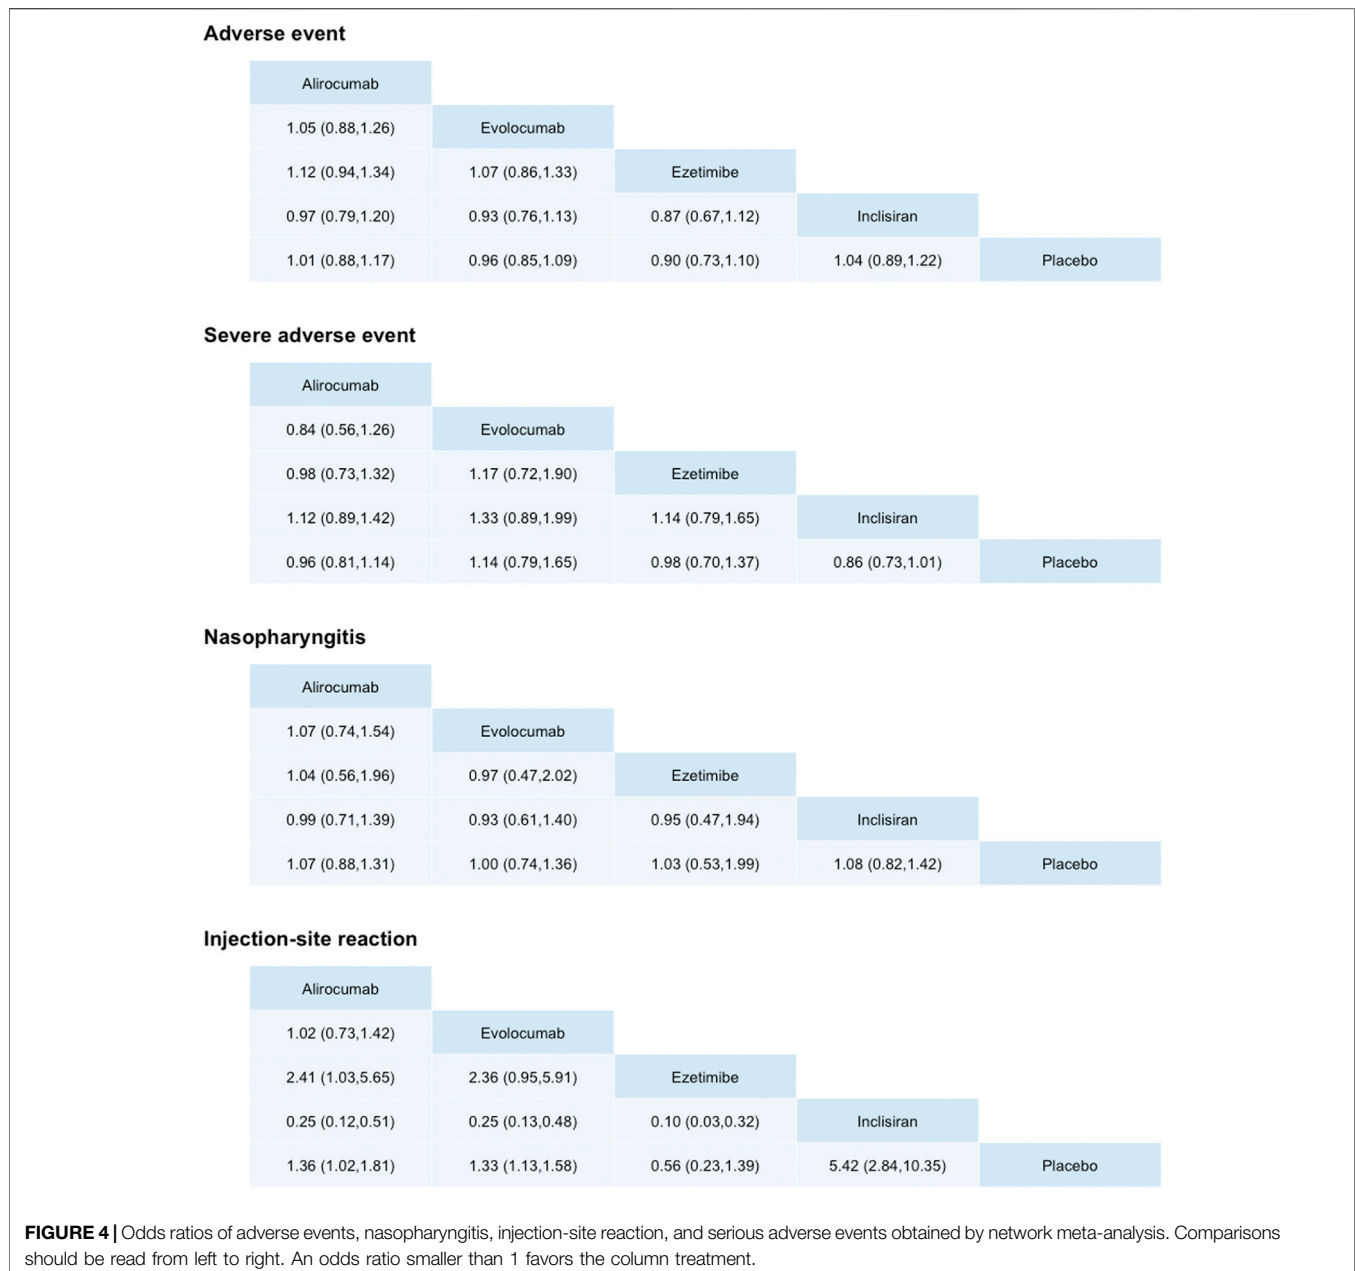 Adverse event
Alirocumab
1.05 (0.88,1.26) Evolocumab
1.12 (0.94,1.34) 1.07 (0.86,1.33) Ezetimibe
0.97 (0.79,1.20) 0.93 (0.76,1.13) 0.87 (0.67,1.12) Inclisiran
1.01 (0.88,1.17) 0.96 (0.85,1.09) 0.90 (0.73,1.10) 1.04 (0.89,1.22) Placebo
Severe adverse event
Alirocumab
0.84 (0.56,1.26) Evolocumab
0.98 (0.73,1.32) 1.17 (0.72,1.90) Ezetimibe
1.12 (0.89,1.42) 1.33 (0.89,1.99) 1.14 (0.79,1.65) Inclisiran
0.96 (0.81,1.14) 1.14 (0.79,1.65) 0.98 (0.70,1.37) 0.86 (0.73,1.01) Placebo
Nasopharyngitis
Alirocumab
1.07 (0.74,1.54) Evolocumab
1.04 (0.56,1.96) 0.97 (0.47,2.02) Ezetimibe
0.99 (0.71,1.39) 0.93 (0.61,1.40) 0.95 (0.47,1.94) Inclisiran
1.07 (0.88,1.31) 1.00 (0.74,1.36) 1.03 (0.53,1.99) 1.08 (0.82,1.42) Placebo
Injection-site reaction
Alirocumab
1.02 (0.73,1.42) Evolocumab
2.41 (1.03,5.65) 2.36 (0.95,5.91) Ezetimibe
0.25 (0.12,0.51) 0.25 (0.13,0.48) 0.10 (0.03,0.32) Inclisiran
1.36 (1.02,1.81) 1.33 (1.13,1.58) 0.56 (0.23,1.39) 5.42 (2.84,10.35) Placebo
FIGURE 4 | Odds ratios of adverse events, nasopharyngitis, injection-site reaction, and serious adverse events obtained by network meta-analysis. Comparisons
should be read from left to right. An odds ratio smaller than 1 favors the column treatment.